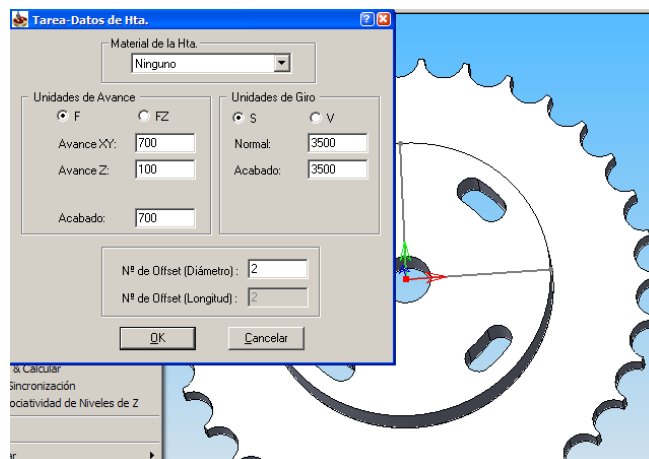 Tarea-Datos de Hta.
Material de la Hta.
Ninguno
Unidades de Avance
F FZ
Avance XY: 700
Avance Z: 100
Acabado: 700
Unidades de Giro
S V
Normal: 3500
Acabado: 3500
Nº de Offset (Diámetro) : 2
Nº de Offset (Longitud) : 2
OK Cancelar
& Calcular
Sincronización
ociatividad de Niveles de Z
ar